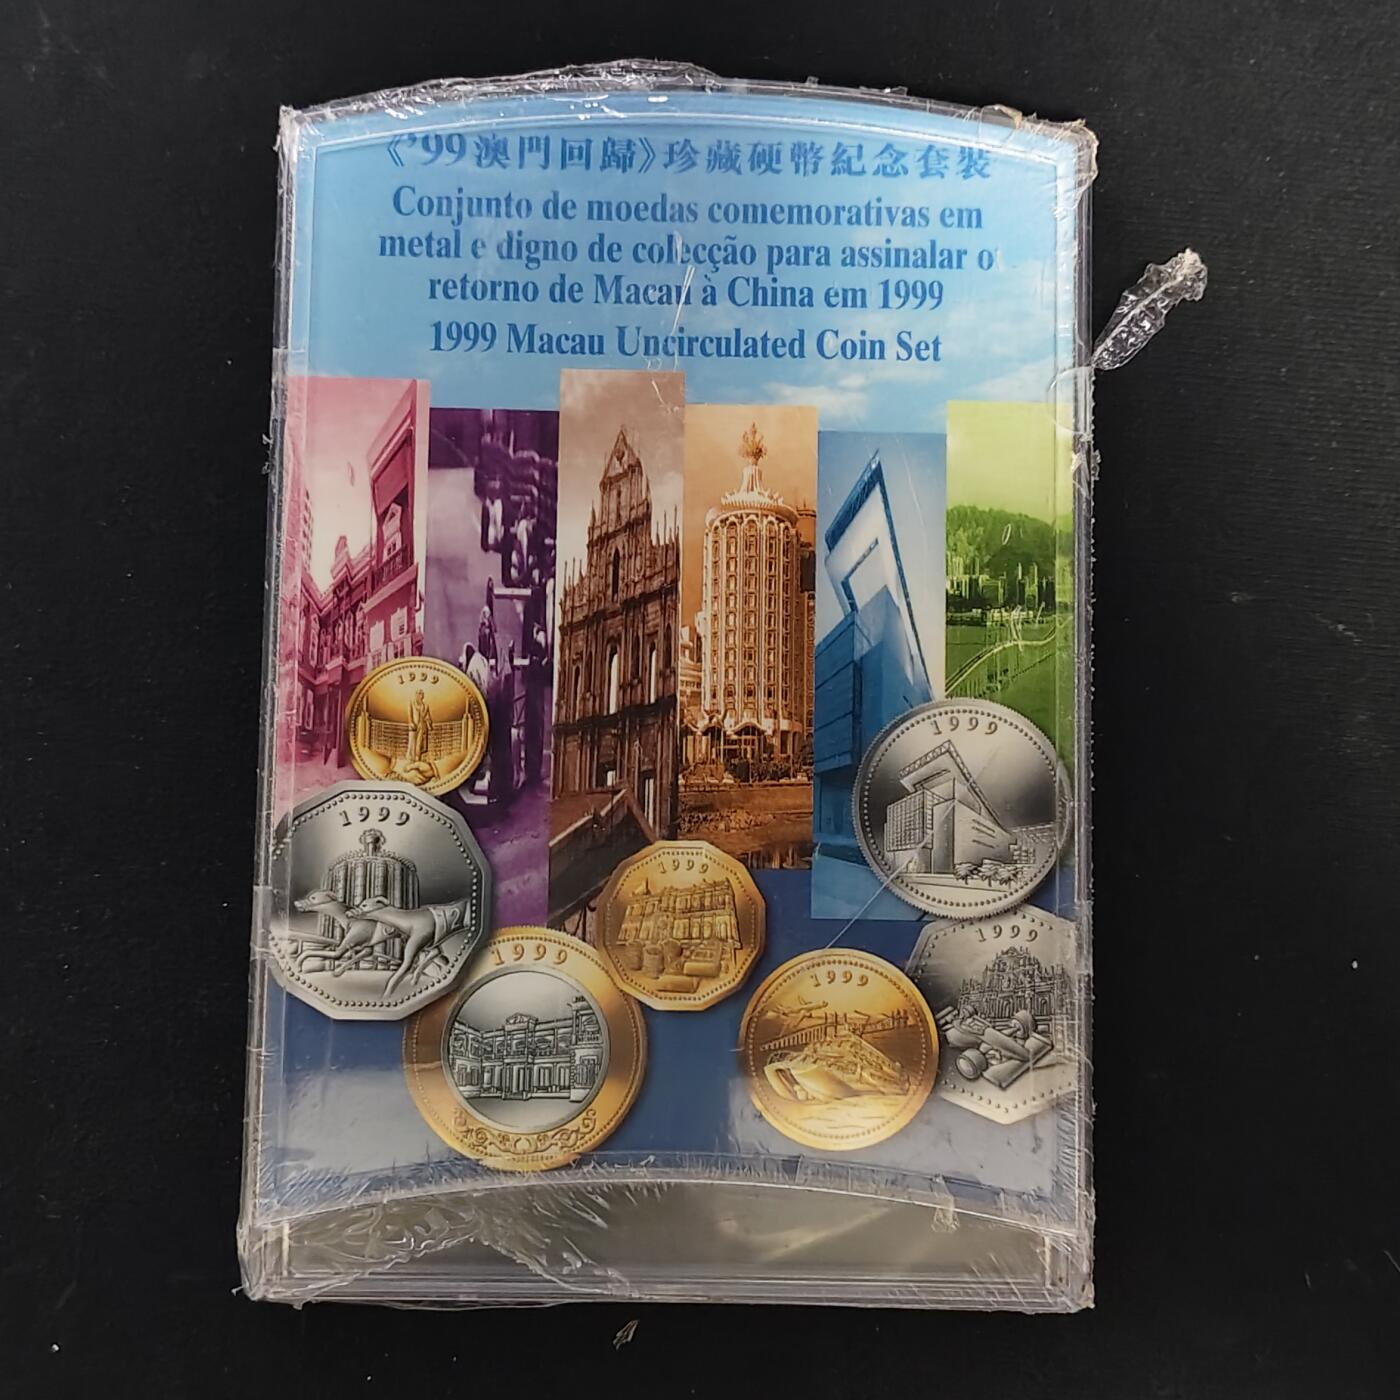 《'99澳門回歸》珍藏硬幣紀念套裝
Conjunto de moedas comemorativas em
metal e digno de colecção para assinalar o
retorno de Macau à China em 1999
1999 Macau Uncirculated Coin Set
1999
1999
1999
1999
1999
1999
1999